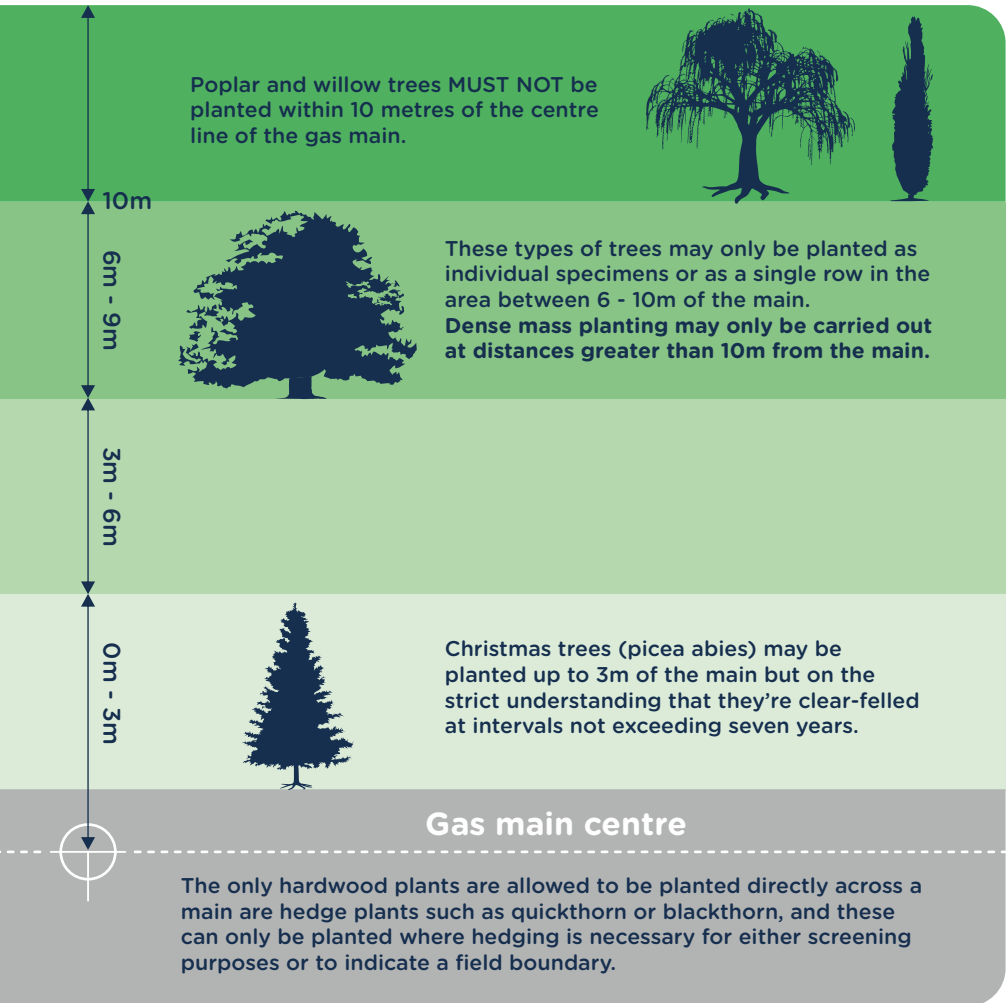 Poplar and willow trees MUST NOT be
planted within 10 metres of the centre
line of the gas main.
10m
6m - 9m
These types of trees may only be planted as
individual specimens or as a single row in the
area between 6 - 10m of the main.
Dense mass planting may only be carried out
at distances greater than 10m from the main.
3m - 6m
0m - 3m
Christmas trees (picea abies) may be
planted up to 3m of the main but on the
strict understanding that they’re clear-felled
at intervals not exceeding seven years.
Gas main centre
The only hardwood plants are allowed to be planted directly across a
main are hedge plants such as quickthorn or blackthorn, and these
can only be planted where hedging is necessary for either screening
purposes or to indicate a field boundary.